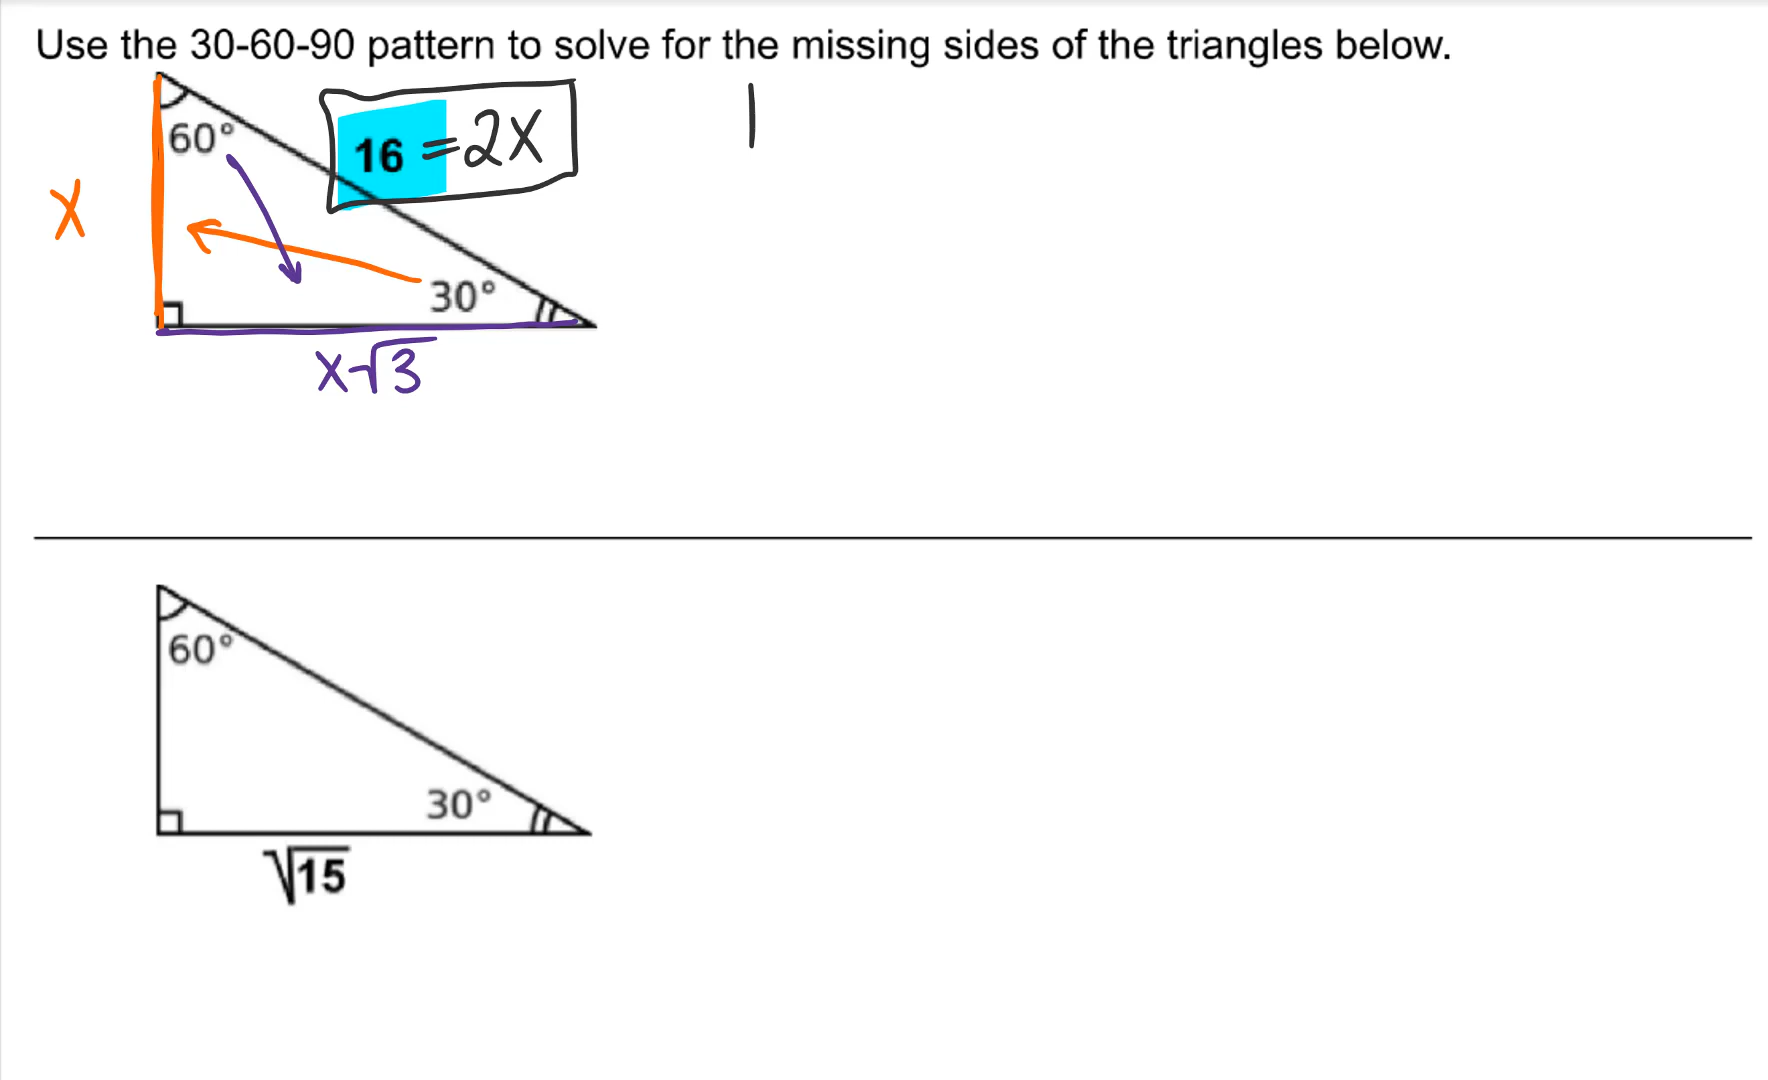 Use the 30-60-90 pattern to solve for the missing sides of the triangles below.
60°
16 = 2x
x
30°
x√3
60°
30°
√15